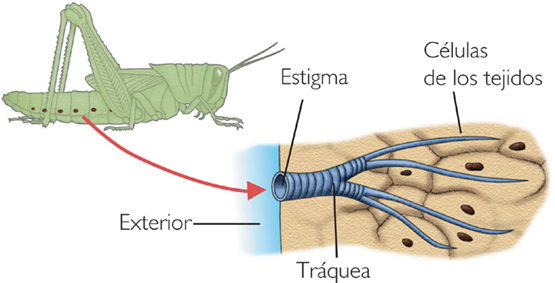 Células
de los tejidos
Estigma
Exterior
Tráquea